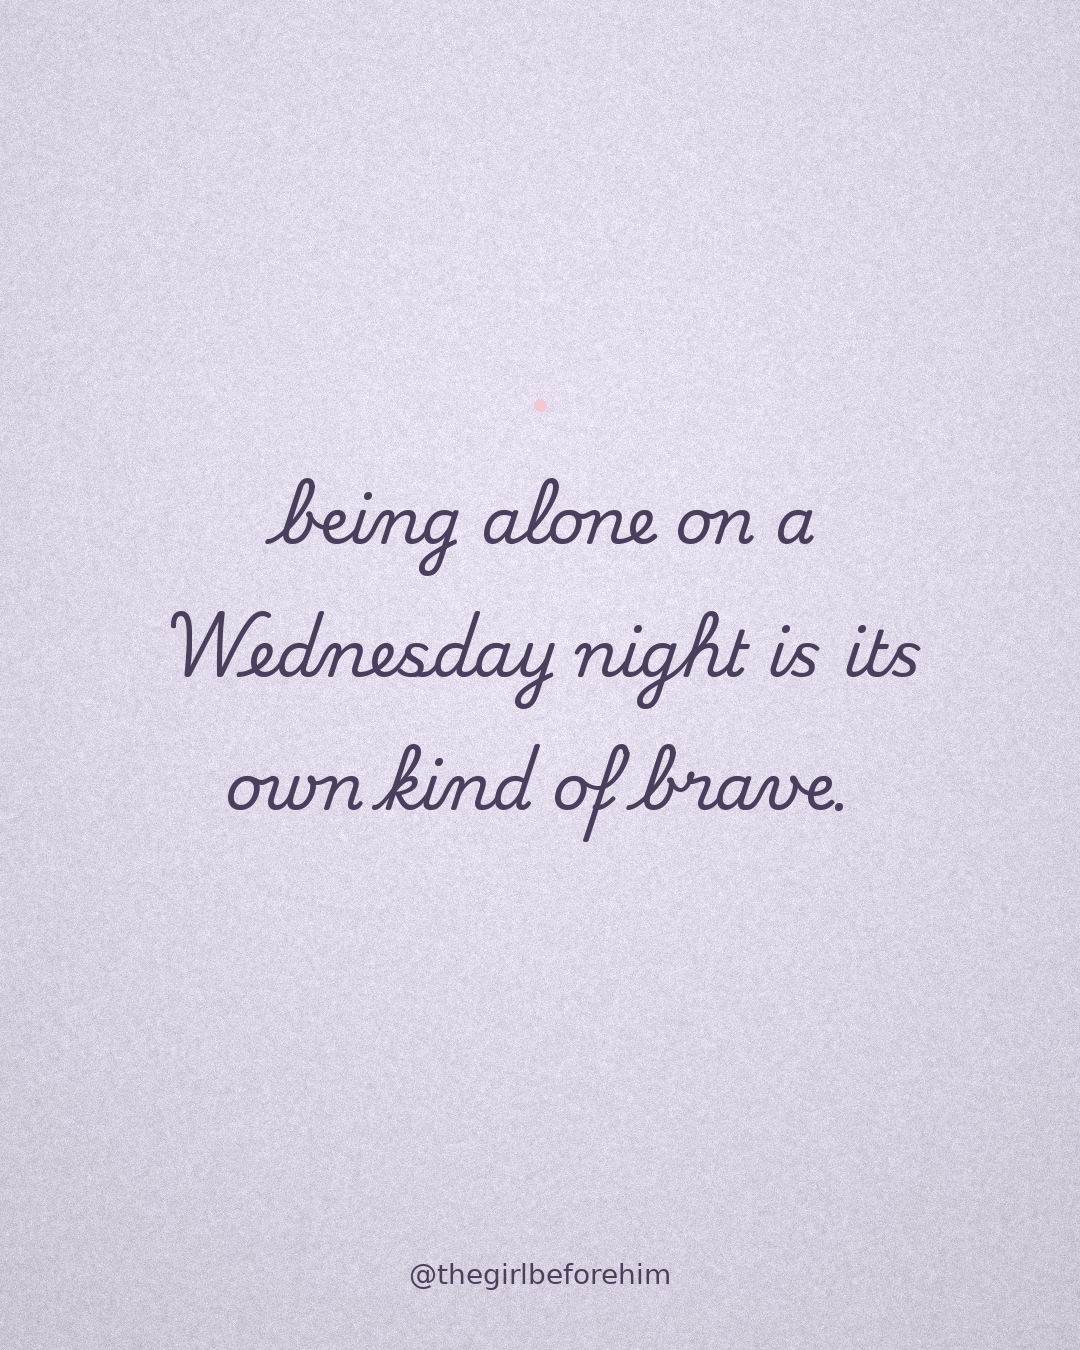 being alone on a
Wednesday night is its
own kind of brave.
@thegirlbeforehim